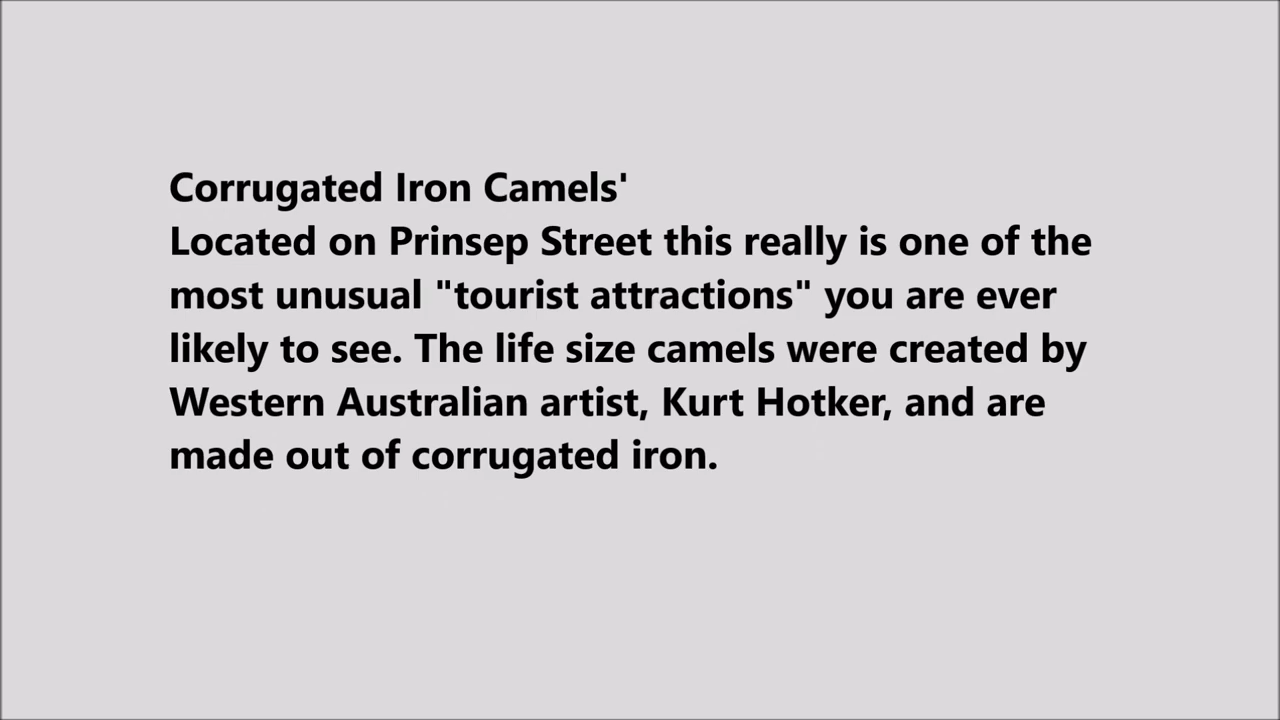 Corrugated Iron Camels'
Located on Prinsep Street this really is one of the
most unusual "tourist attractions" you are ever
likely to see. The life size camels were created by
Western Australian artist, Kurt Hotker, and are
made out of corrugated iron.